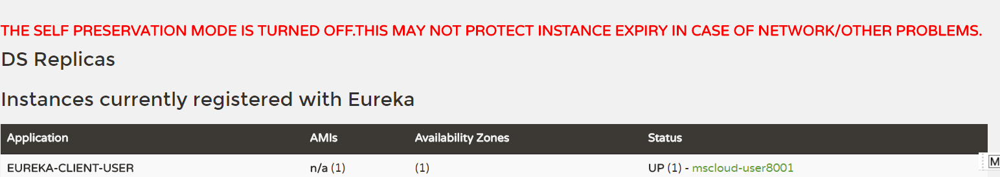 THE SELF PRESERVATION MODE IS TURNED OFF.THIS MAY NOT PROTECT INSTANCE EXPIRY IN CASE OF NETWORK/OTHER PROBLEMS.
DS Replicas
Instances currently registered with Eureka
Application AMIs Availability Zones Status
EUREKA-CLIENT-USER n/a (1) (1) UP (1) - mscloud-user8001
M